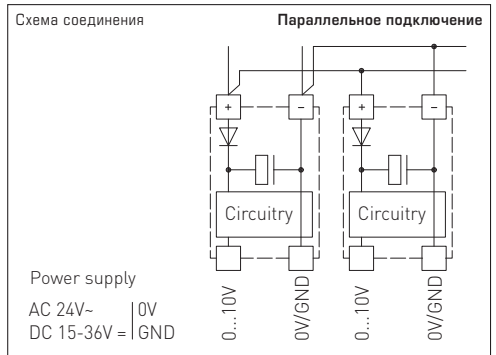 Схема соединения
Параллельное подключение
+ − + −
Circuitry Circuitry
Power supply
AC 24V~ | 0V
DC 15-36V = | GND
0...10V
0V/GND
0...10V
0V/GND